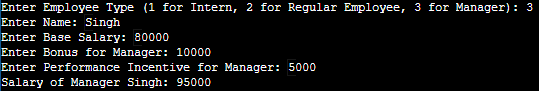 Enter Employee Type (1 for Intern, 2 for Regular Employee, 3 for Manager): 3
Enter Name: Singh
Enter Base Salary: 80000
Enter Bonus for Manager: 10000
Enter Performance Incentive for Manager: 5000
Salary of Manager Singh: 95000